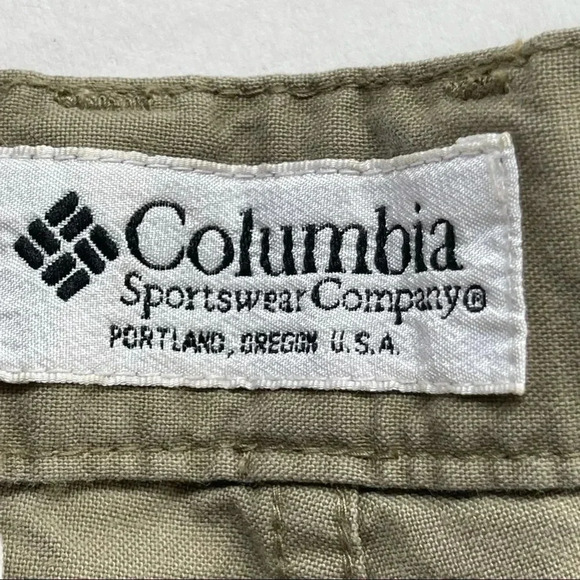 Columbia
Sportswear Company®
PORTLAND, OREGON U.S.A.